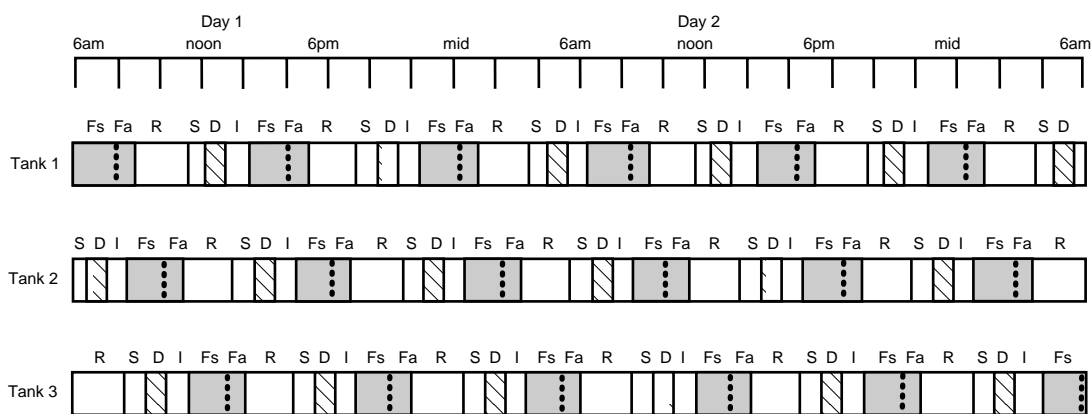 Day 1 Day 2
6am noon 6pm mid 6am noon 6pm mid 6am
Fs Fa R S D I Fs Fa R S D I Fs Fa R S D I Fs Fa R S D I Fs Fa R S D I Fs Fa R S D
Tank 1
S D I Fs Fa R S D I Fs Fa R S D I Fs Fa R S D I Fs Fa R S D I Fs Fa R S D I Fs Fa R
Tank 2
R S D I Fs Fa R S D I Fs Fa R S D I Fs Fa R S D I Fs Fa R S D I Fs Fa R S D I Fs
Tank 3